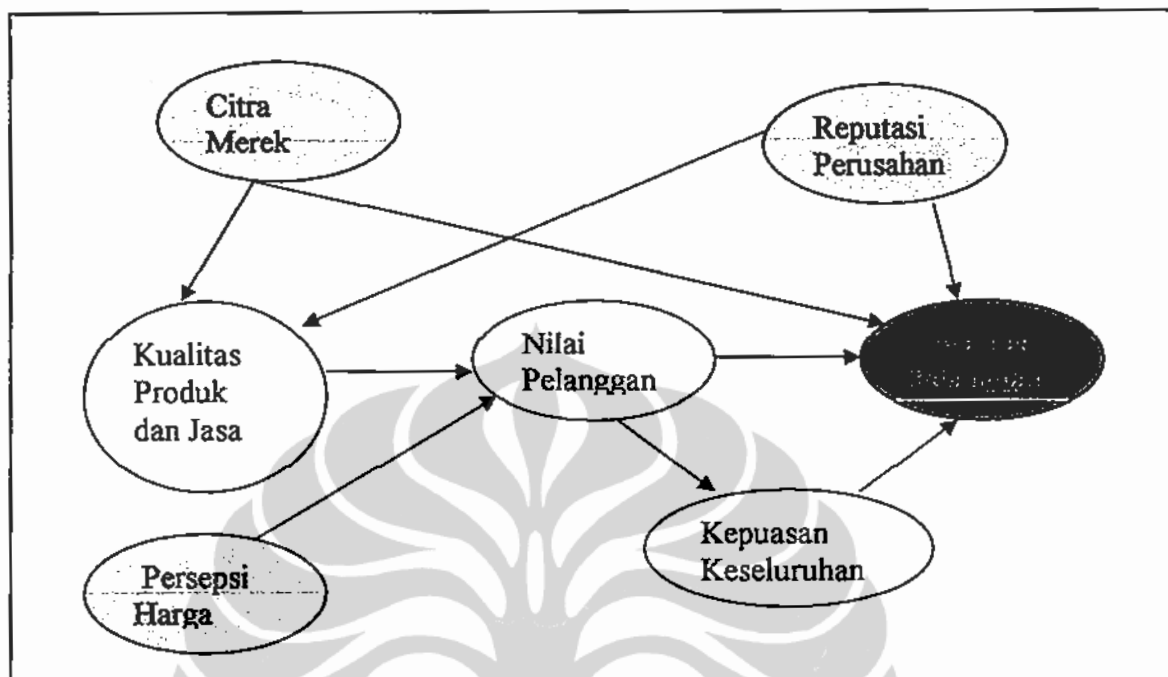 Citra
Merek
Reputasi
Perusahan
Kualitas
Produk
dan Jasa
Nilai
Pelanggan
Kepuasan
Keseluruhan
Persepsi
Harga